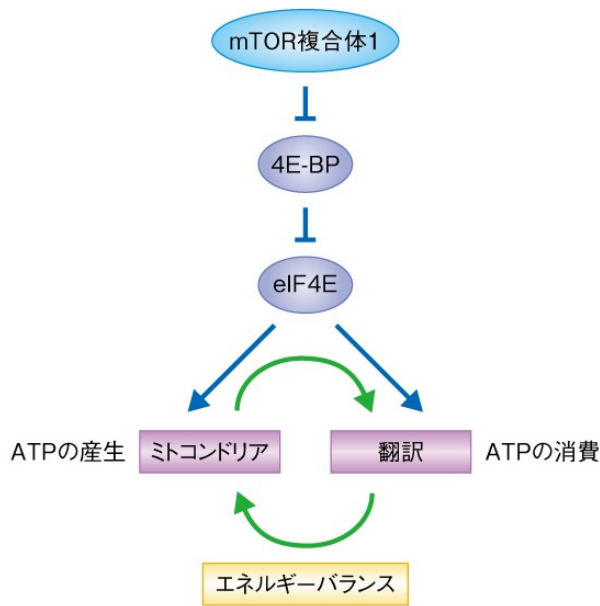 mTOR複合体1
4E-BP
eIF4E
ATPの産生
ミトコンドリア
翻訳
ATPの消費
エネルギーバランス